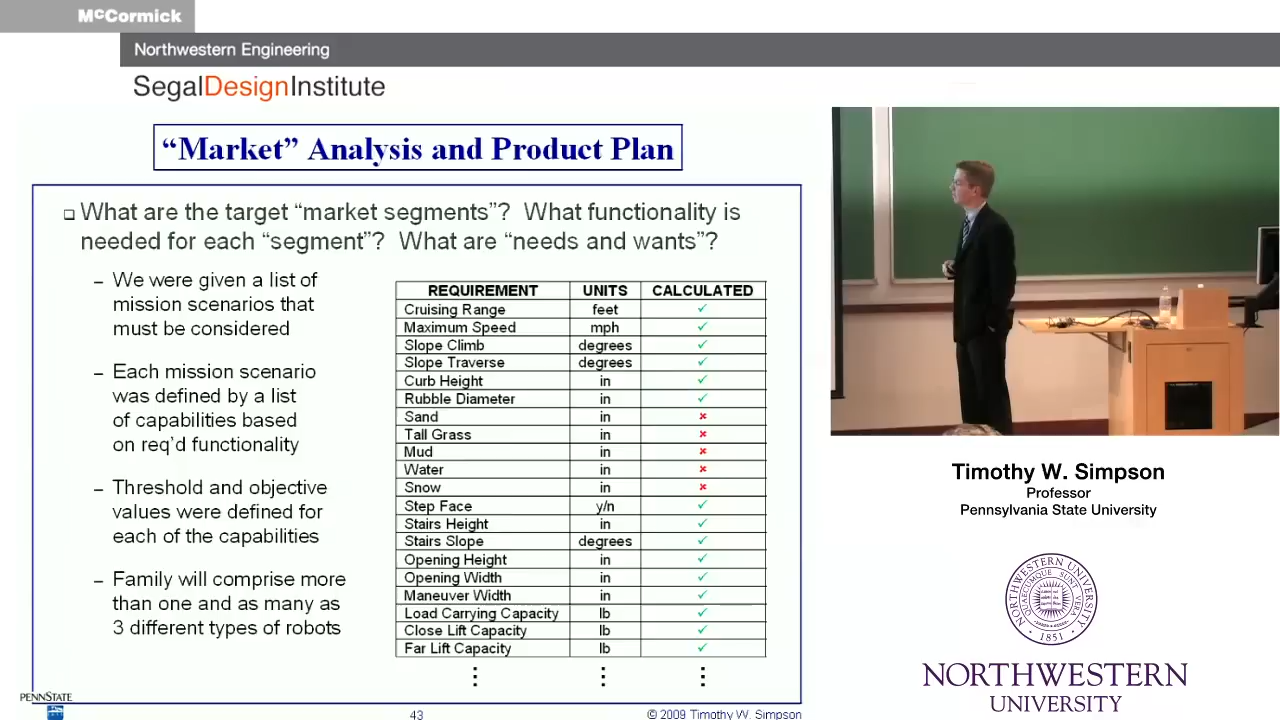 McCormick
Northwestern Engineering
SegalDesignInstitute
“Market” Analysis and Product Plan
❑ What are the target “market segments”? What functionality is
needed for each “segment”? What are “needs and wants”?
– We were given a list of
mission scenarios that
must be considered
– Each mission scenario
was defined by a list
of capabilities based
on req’d functionality
– Threshold and objective
values were defined for
each of the capabilities
– Family will comprise more
than one and as many as
3 different types of robots
REQUIREMENT UNITS CALCULATED
Cruising Range feet ✓
Maximum Speed mph ✓
Slope Climb degrees ✓
Slope Traverse degrees ✓
Curb Height in ✓
Rubble Diameter in ✓
Sand in ×
Tall Grass in ×
Mud in ×
Water in ×
Snow in ×
Step Face y/n ✓
Stairs Height in ✓
Stairs Slope degrees ✓
Opening Height in ✓
Opening Width in ✓
Maneuver Width in ✓
Load Carrying Capacity lb ✓
Close Lift Capacity lb ✓
Far Lift Capacity lb ✓
⋮ ⋮ ⋮
PENNSTATE
43
© 2009 Timothy W. Simpson
Timothy W. Simpson
Professor
Pennsylvania State University
NORTHWESTERN UNIVERSITY
1851
NORTHWESTERN
UNIVERSITY